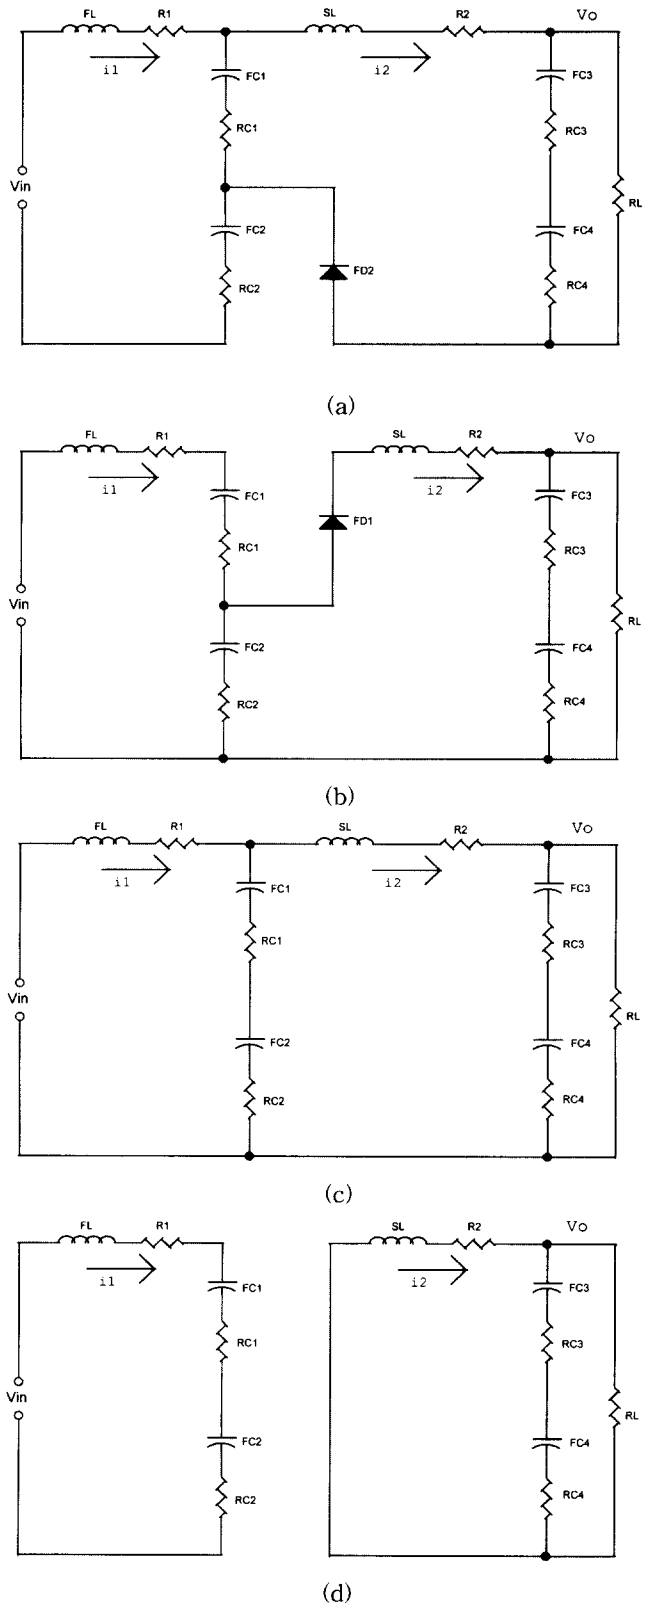 FL R1 SL R2 Vo
i1 i2
FC1 FC3
RC1 RC3
Vin RL
FC2 FC4
FD2
RC2 RC4
(a)
FL R1 SL R2 Vo
i1 i2
FC1 FC3
FD1
RC1 RC3
Vin RL
FC2 FC4
RC2 RC4
(b)
FL R1 SL R2 Vo
i1 i2
FC1 FC3
RC1 RC3
Vin RL
FC2 FC4
RC2 RC4
(c)
FL R1 SL R2 Vo
i1 i2
FC1 FC3
RC1 RC3
Vin RL
FC2 FC4
RC2 RC4
(d)